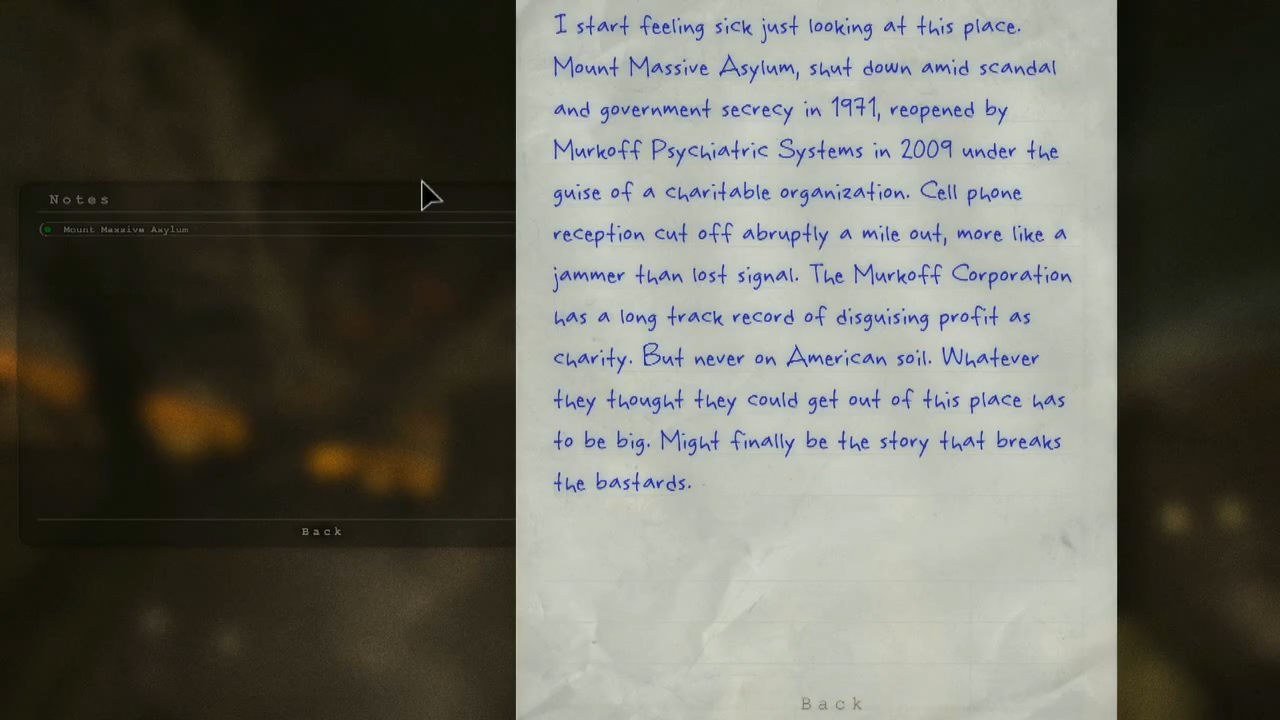 Notes
Mount Massive Asylum
Back
I start feeling sick just looking at this place.
Mount Massive Asylum, shut down amid scandal
and government secrecy in 1971, reopened by
Murkoff Psychiatric Systems in 2009 under the
guise of a charitable organization. Cell phone
reception cut off abruptly a mile out, more like a
jammer than lost signal. The Murkoff Corporation
has a long track record of disguising profit as
charity. But never on American soil. Whatever
they thought they could get out of this place has
to be big. Might finally be the story that breaks
the bastards.
Back